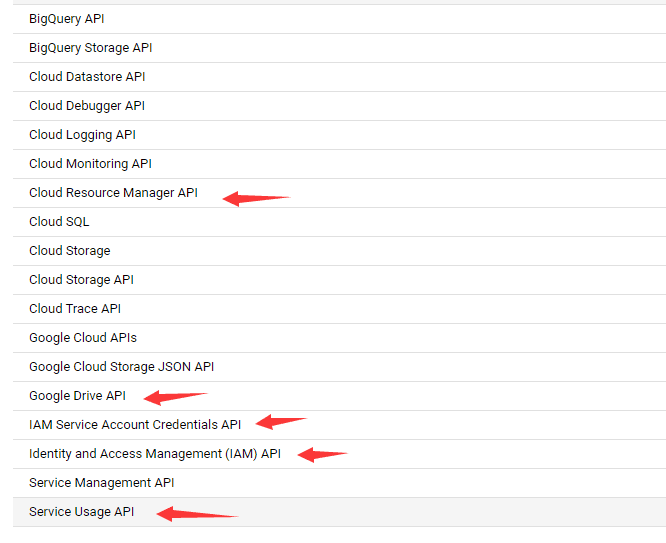 BigQuery API
BigQuery Storage API
Cloud Datastore API
Cloud Debugger API
Cloud Logging API
Cloud Monitoring API
Cloud Resource Manager API
Cloud SQL
Cloud Storage
Cloud Storage API
Cloud Trace API
Google Cloud APIs
Google Cloud Storage JSON API
Google Drive API
IAM Service Account Credentials API
Identity and Access Management (IAM) API
Service Management API
Service Usage API